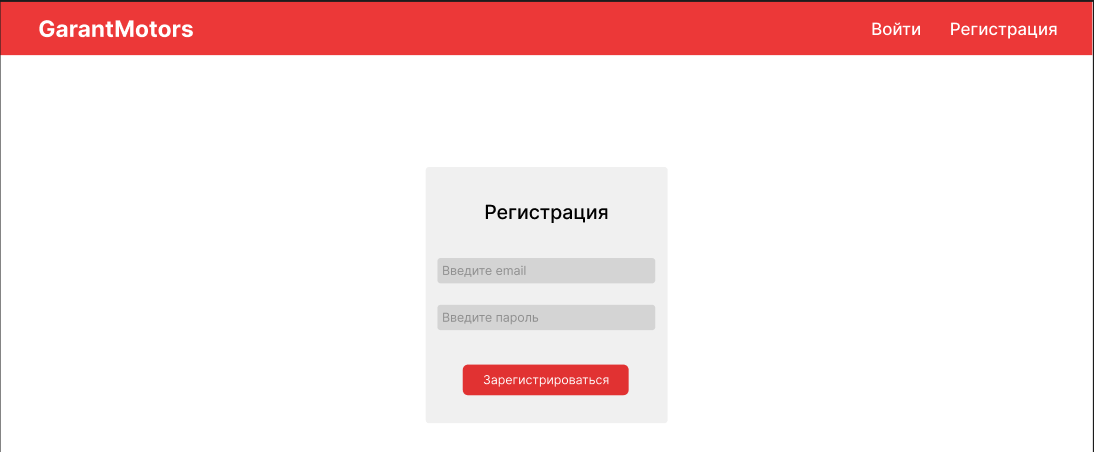 GarantMotors
Войти
Регистрация
Регистрация
Введите email
Введите пароль
Зарегистрироваться